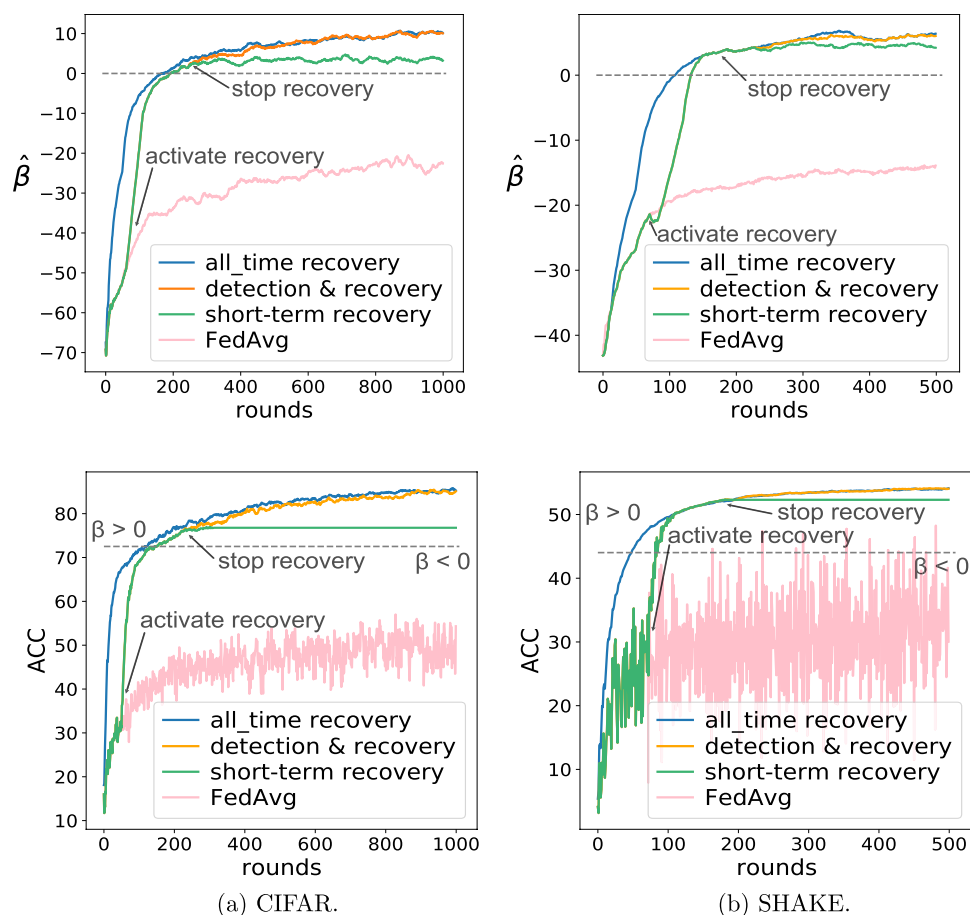 10
0
−10
−20
−30
−40
−50
−60
−70
β̂
stop recovery
activate recovery
all_time recovery
detection & recovery
short-term recovery
FedAvg
0 200 400 600 800 1000
rounds
0
−20
−30
−40
−10
β̂
stop recovery
activate recovery
all_time recovery
detection & recovery
short-term recovery
FedAvg
0 100 200 300 400 500
rounds
80
70
60
50
40
30
20
10
ACC
β > 0
β < 0
stop recovery
activate recovery
all_time recovery
detection & recovery
short-term recovery
FedAvg
0 200 400 600 800 1000
rounds
(a) CIFAR.
50
40
30
20
10
ACC
β > 0
stop recovery
activate recovery
β < 0
all_time recovery
detection & recovery
short-term recovery
FedAvg
0 100 200 300 400 500
rounds
(b) SHAKE.